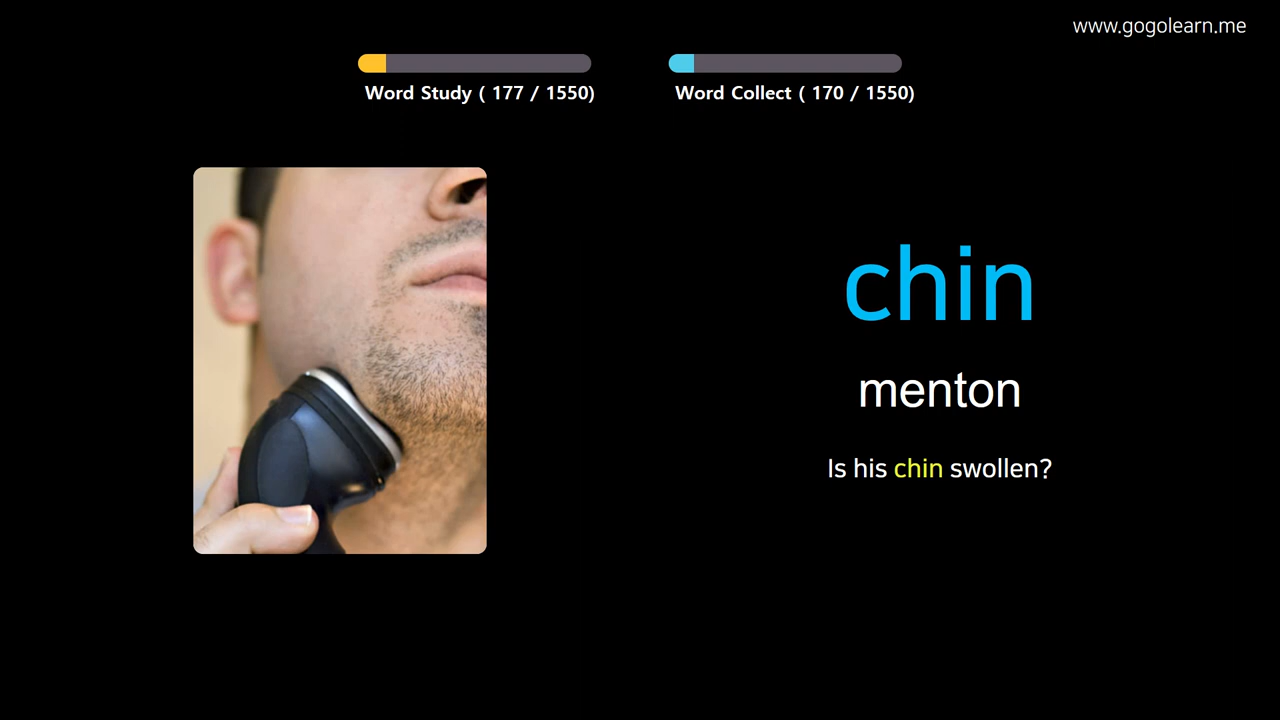 www.gogolearn.me
Word Study ( 177 / 1550)
Word Collect ( 170 / 1550)
chin
menton
Is his chin swollen?